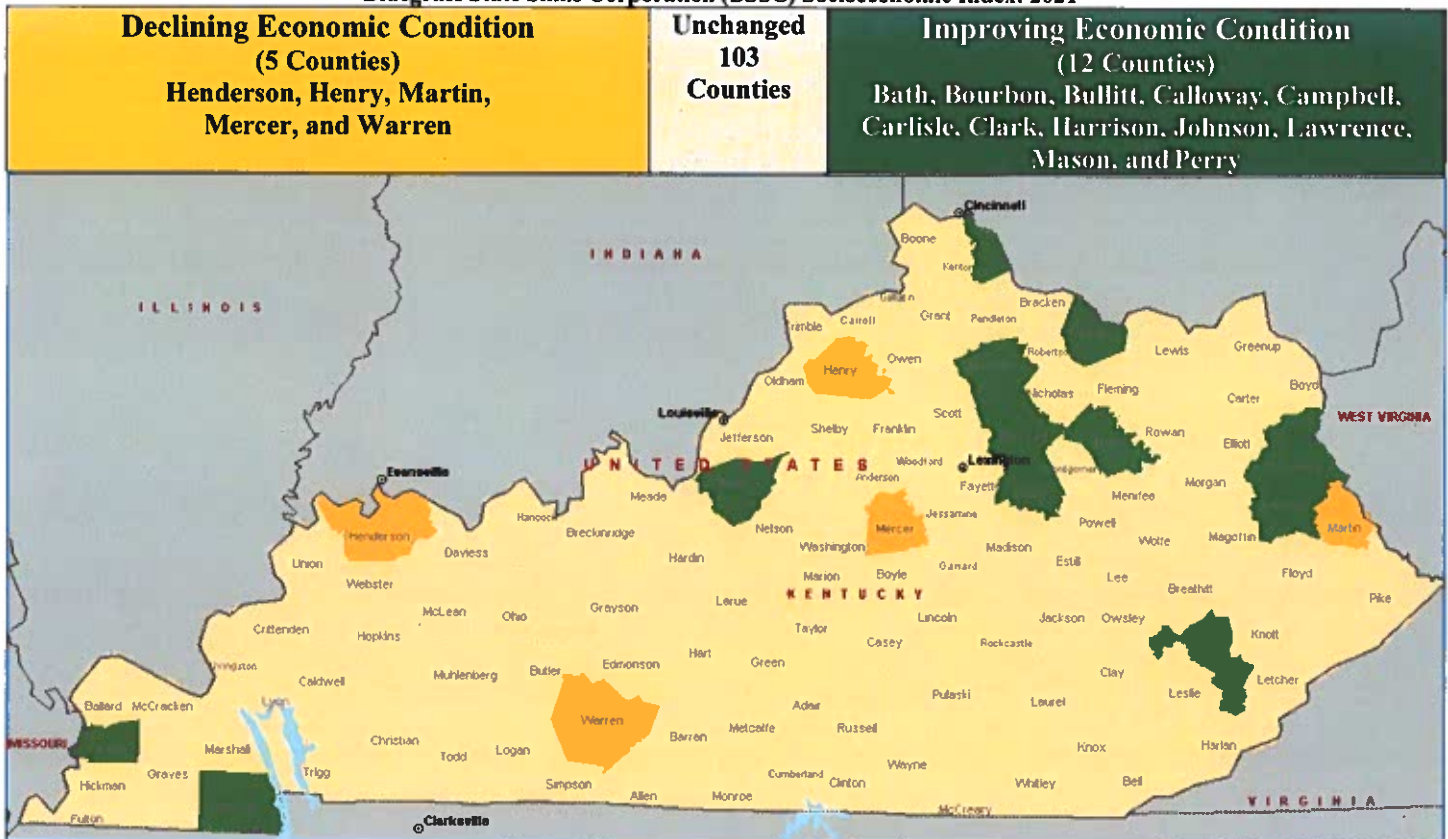 Declining Economic Condition
(5 Counties)
Henderson, Henry, Martin,
Mercer, and Warren
Unchanged
103
Counties
Improving Economic Condition
(12 Counties)
Bath, Bourbon, Bullitt, Calloway, Campbell,
Carlisle, Clark, Harrison, Johnson, Lawrence,
Mason, and Perry
Cincinnati
Boone
INDIANA
Kenton
ILLINOIS
Bracken
Carroll
Grant
Pendleton
Robertson
Lewis
Greenup
Owen
Henry
Oldham
Boyd
Nicholas
Fleming
Carter
Louisville
Scott
WEST VIRGINIA
Jefferson
Shelby
Franklin
Rowan
Elliott
UNITED STATES
Woodford
Lexington
Evansville
Anderson
Fayette
Montgomery
Morgan
Meade
Menifee
Hancock
Jessamine
Powell
Martin
Nelson
Mercer
Breckinridge
Henderson
Magoffin
Wolfe
Washington
Madison
Daviess
Hardin
Estill
Union
Garrard
Marion
Boyle
Lee
Floyd
Webster
Breathitt
KENTUCKY
Pike
Larue
Grayson
McLean
Ohio
Lincoln
Jackson
Owsley
Crittenden
Taylor
Hopkins
Casey
Rockcastle
Knott
Hart
Green
Edmonson
Butler
Livingston
Muhlenberg
Clay
Caldwell
Letcher
Leslie
Pulaski
Laurel
Lyon
Ballard
McCracken
Adair
Warren
Metcalfe
Russell
Barren
Christian
MISSOURI
Marshall
Logan
Todd
Knox
Harlan
Wayne
Graves
Trigg
Cumberland
Clinton
Whitley
Bell
Hickman
Simpson
Allen
Monroe
McCreary
VIRGINIA
Fulton
Clarksville